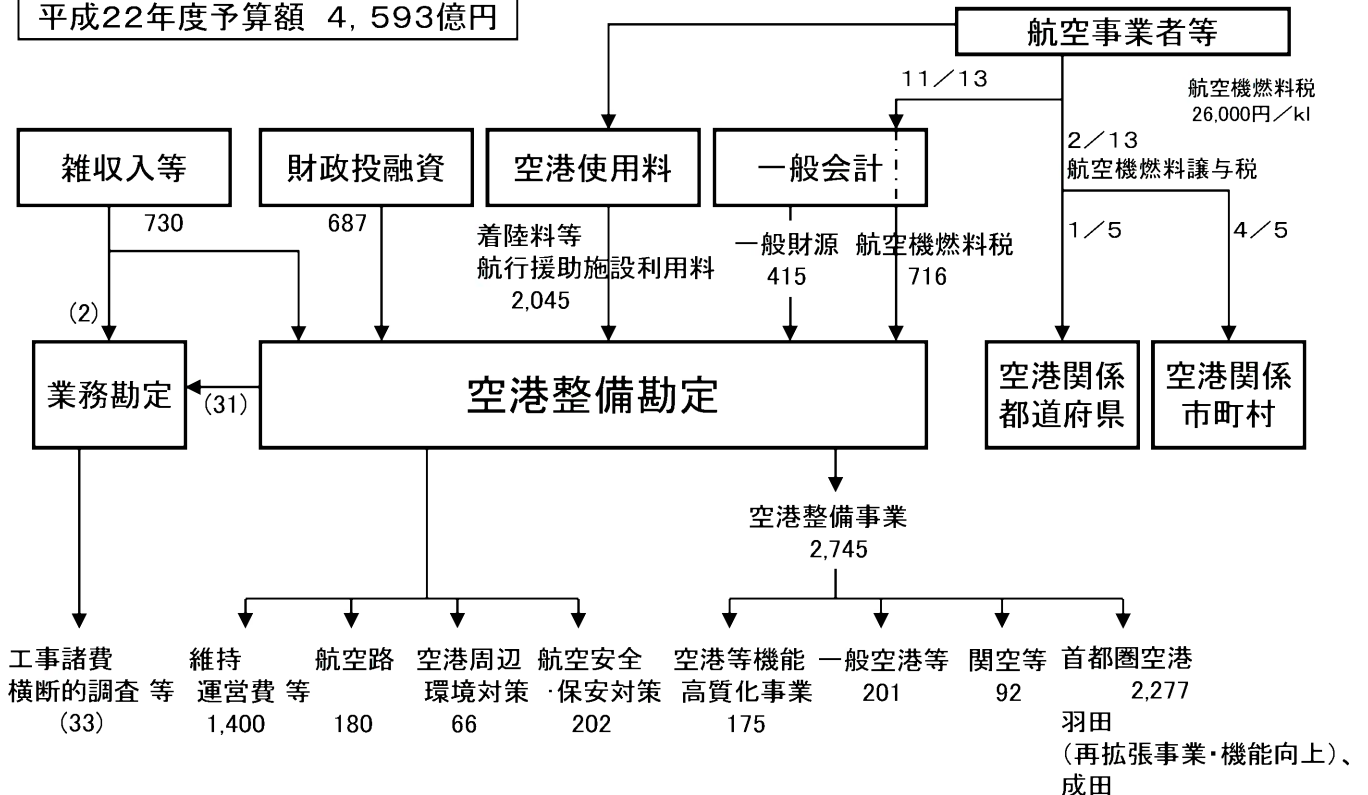 平成22年度予算額 4,593億円
航空事業者等
11/13
航空機燃料税
26,000円/kl
2/13
航空機燃料譲与税
雑収入等
財政投融資
空港使用料
一般会計
730
687
着陸料等
航行援助施設利用料
2,045
一般財源
415
航空機燃料税
716
1/5
4/5
(2)
業務勘定
(31)
空港整備勘定
空港関係
都道府県
空港関係
市町村
空港整備事業
2,745
工事諸費
横断的調査 等
(33)
維持
運営費 等
1,400
航空路
180
空港周辺
環境対策
66
航空安全
・保安対策
202
空港等機能
高質化事業
175
一般空港等
201
関空等
92
首都圏空港
2,277
羽田
(再拡張事業・機能向上)、
成田